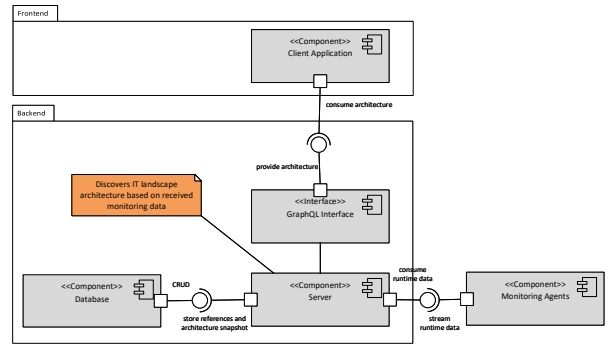 Frontend
<<Component>>
Client Application
consume architecture
Backend
provide architecture
Discovers IT landscape
architecture based on received
monitoring data
<<Interface>>
GraphQL Interface
<<Component>>
Database
CRUD
store references and
architecture snapshot
<<Component>>
Server
consume
runtime data
stream
runtime data
<<Component>>
Monitoring Agents